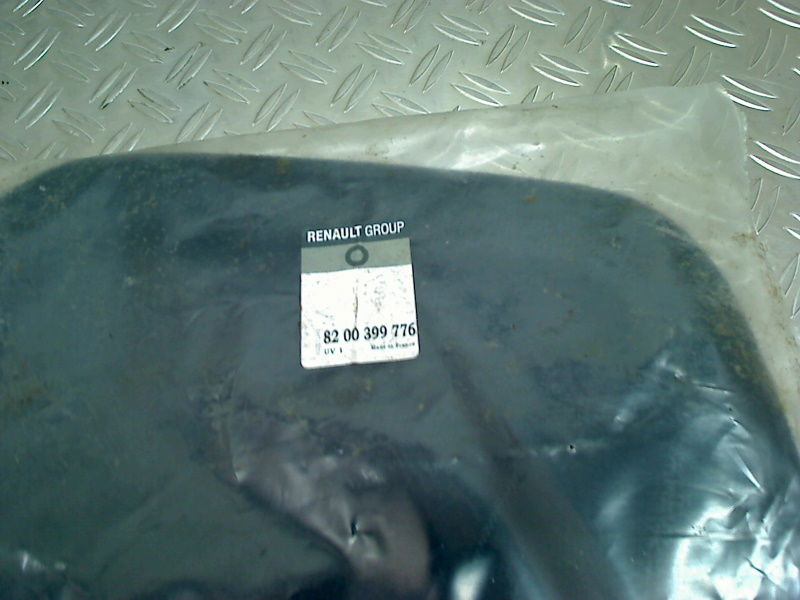 RENAULT GROUP
82 00 399 776
UV 1 Made in France